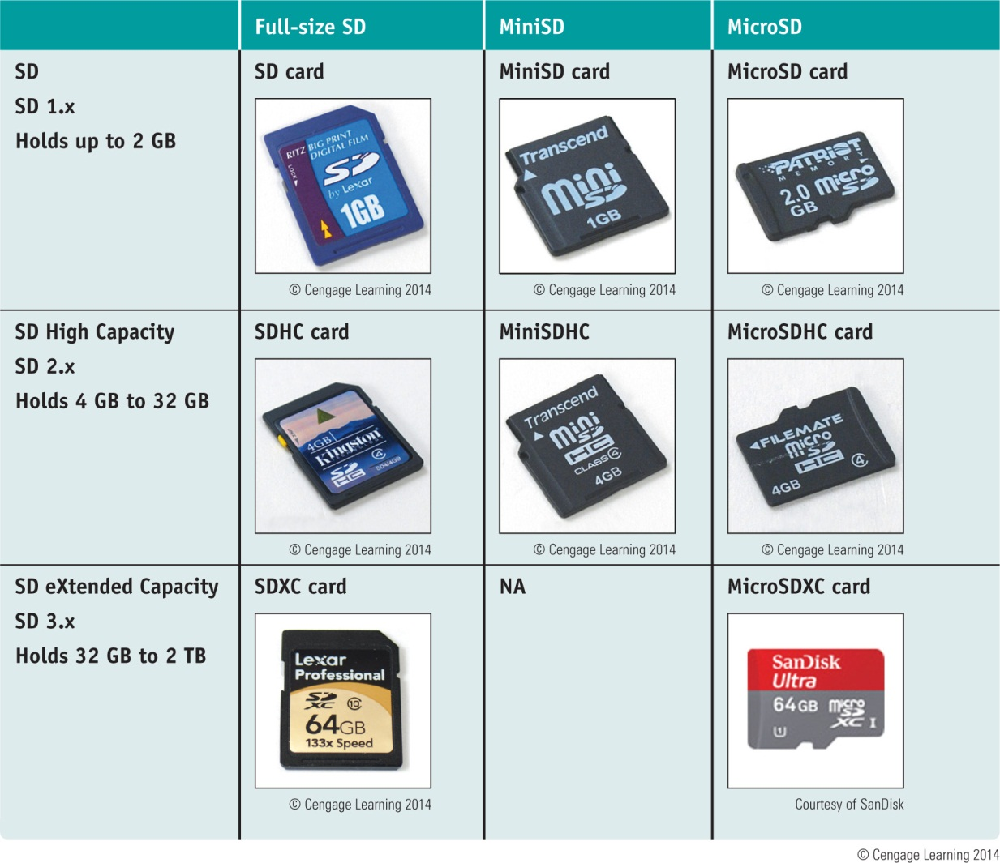 Full-size SD
MiniSD
MicroSD
SD
SD 1.x
Holds up to 2 GB
SD card
RITZ BIG PRINT
DIGITAL FILM
LOCK
SD
by Lexar
1GB
© Cengage Learning 2014
MiniSD card
Transcend
mini
SD
1GB
© Cengage Learning 2014
MicroSD card
PATRIOT
MEMORY
2.0 micro
GB SD
© Cengage Learning 2014
SD High Capacity
SD 2.x
Holds 4 GB to 32 GB
SDHC card
4GB
Kingston
SD
HC
4
SD4/4GB
© Cengage Learning 2014
MiniSDHC
Transcend
mini
SD
HC
CLASS 4
4GB
© Cengage Learning 2014
MicroSDHC card
FILEMATE
micro
SD
HC 4
4GB
© Cengage Learning 2014
SD eXtended Capacity
SD 3.x
Holds 32 GB to 2 TB
SDXC card
Lexar
Professional
SD
XC 10
64GB
133x Speed
© Cengage Learning 2014
NA
MicroSDXC card
SanDisk
Ultra
64GB micro
SD
XC I
1
Courtesy of SanDisk
© Cengage Learning 2014